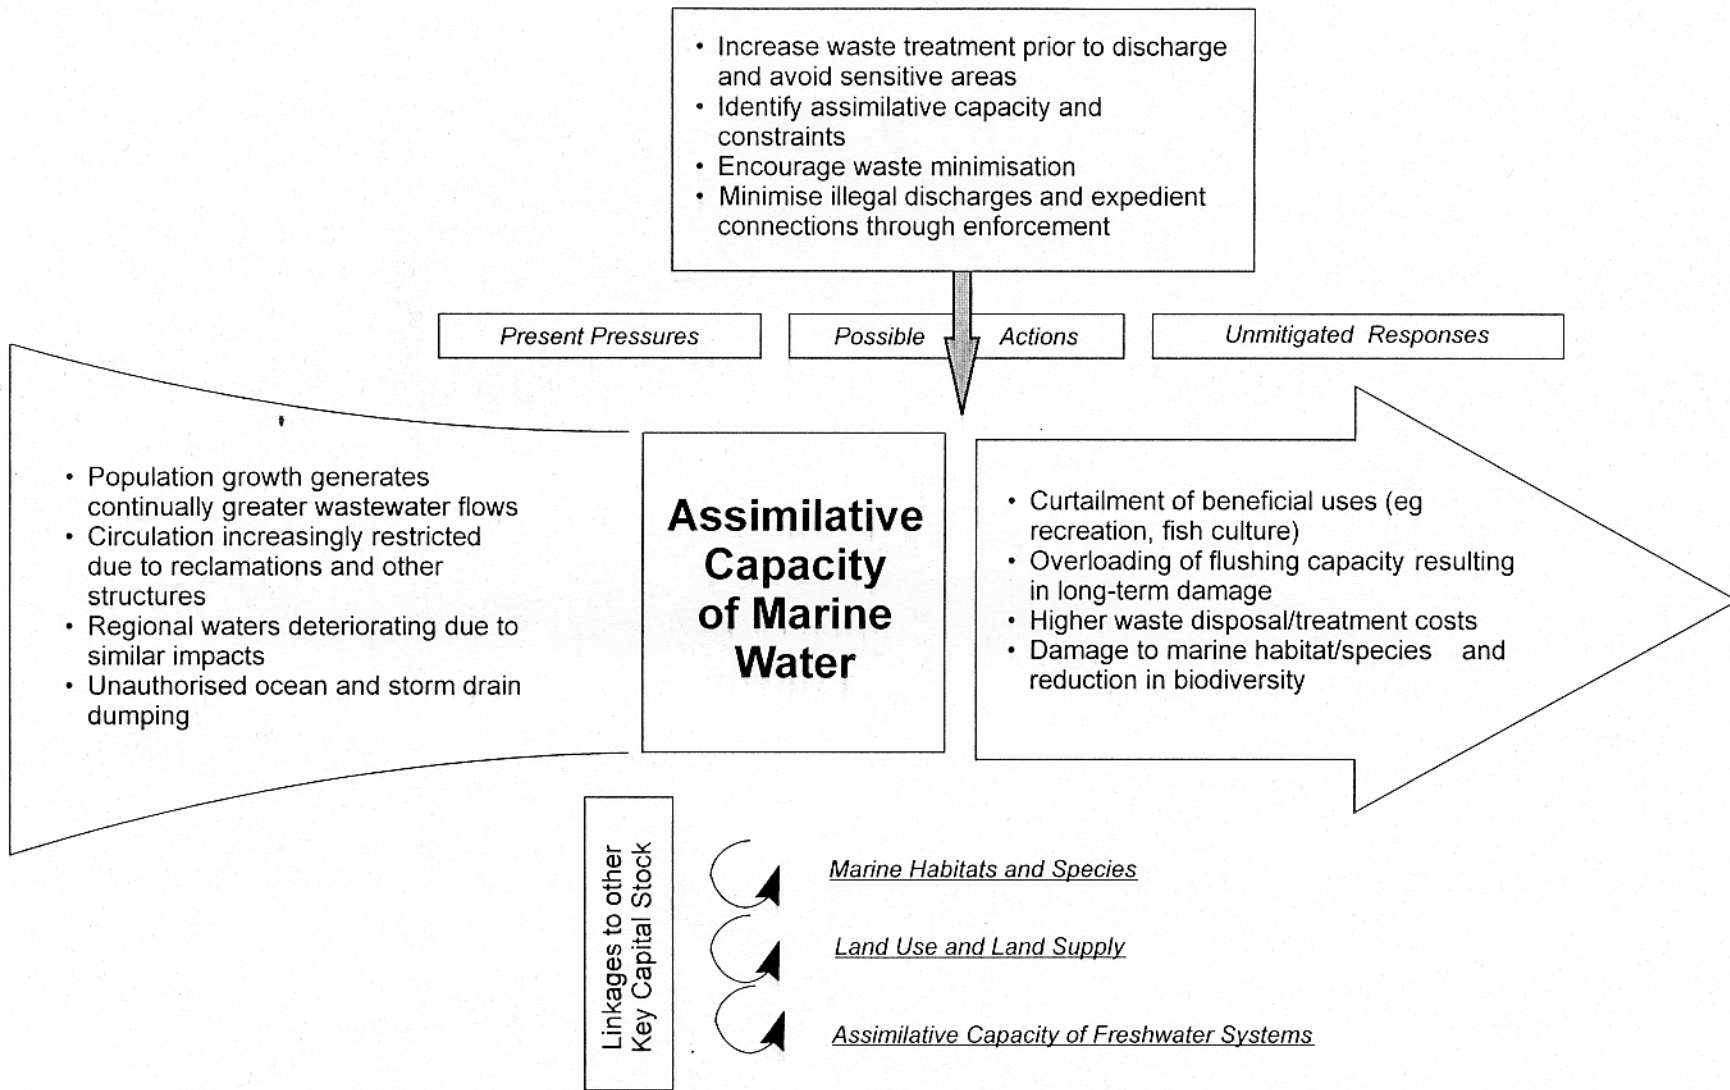 • Increase waste treatment prior to discharge
and avoid sensitive areas
• Identify assimilative capacity and
constraints
• Encourage waste minimisation
• Minimise illegal discharges and expedient
connections through enforcement
Present Pressures
Possible Actions
Unmitigated Responses
• Population growth generates
continually greater wastewater flows
• Circulation increasingly restricted
due to reclamations and other
structures
• Regional waters deteriorating due to
similar impacts
• Unauthorised ocean and storm drain
dumping
Assimilative
Capacity
of Marine
Water
• Curtailment of beneficial uses (eg
recreation, fish culture)
• Overloading of flushing capacity resulting
in long-term damage
• Higher waste disposal/treatment costs
• Damage to marine habitat/species and
reduction in biodiversity
Linkages to other
Key Capital Stock
Marine Habitats and Species
Land Use and Land Supply
Assimilative Capacity of Freshwater Systems